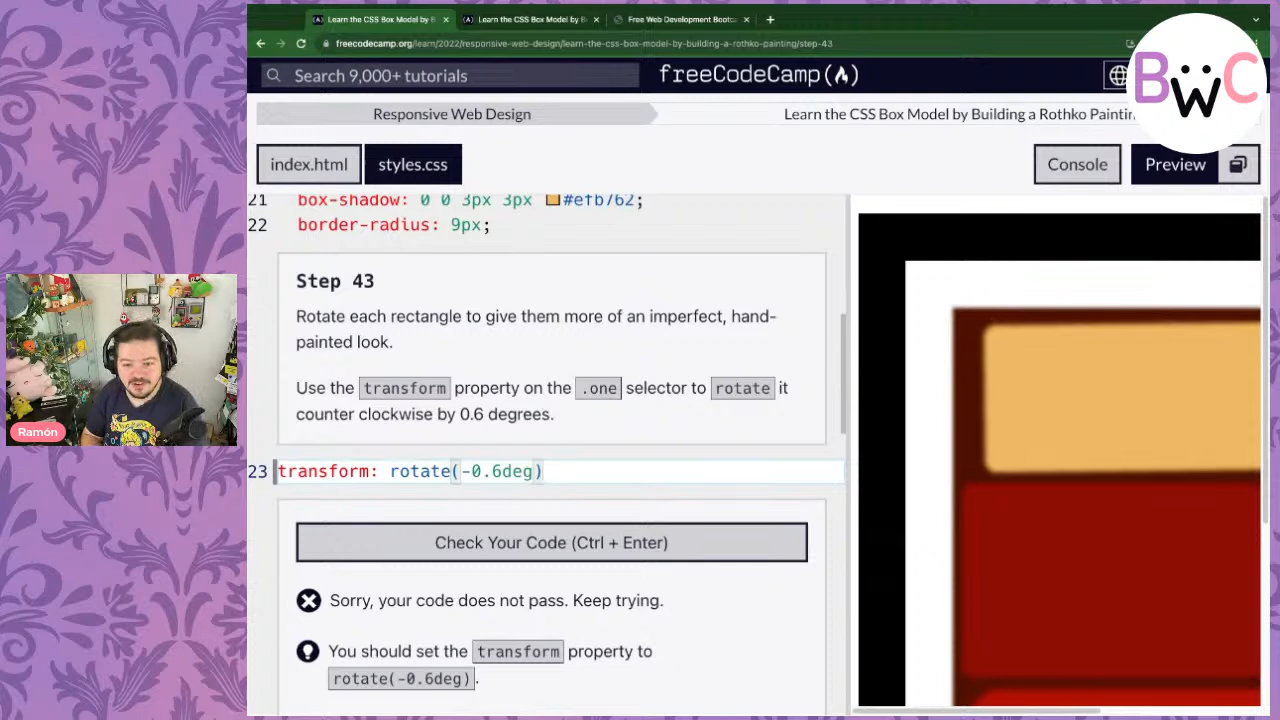 Learn the CSS Box Model by B
Learn the CSS Box Model by B
Free Web Development Bootca
freecodecamp.org/learn/2022/responsive-web-design/learn-the-css-box-model-by-building-a-rothko-painting/step-43
BWC
Search 9,000+ tutorials
freeCodeCamp
Responsive Web Design
Learn the CSS Box Model by Building a Rothko Paintin
index.html
styles.css
Console
Preview
21 box-shadow: 0 0 3px 3px #efb762;
22 border-radius: 9px;
Step 43
Rotate each rectangle to give them more of an imperfect, hand-
painted look.
Use the transform property on the .one selector to rotate it
counter clockwise by 0.6 degrees.
23 transform: rotate(-0.6deg)
Check Your Code (Ctrl + Enter)
Sorry, your code does not pass. Keep trying.
You should set the transform property to
rotate(-0.6deg).
Ramón